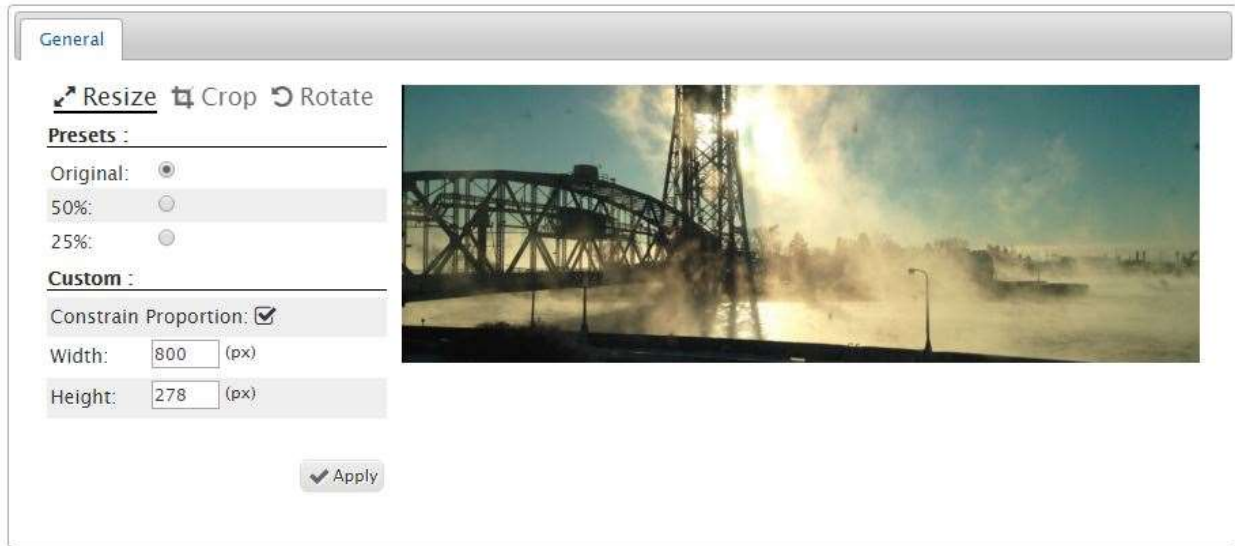 General
Resize Crop Rotate
Presets :
Original:
50%:
25%:
Custom :
Constrain Proportion:
Width: 800 (px)
Height: 278 (px)
Apply